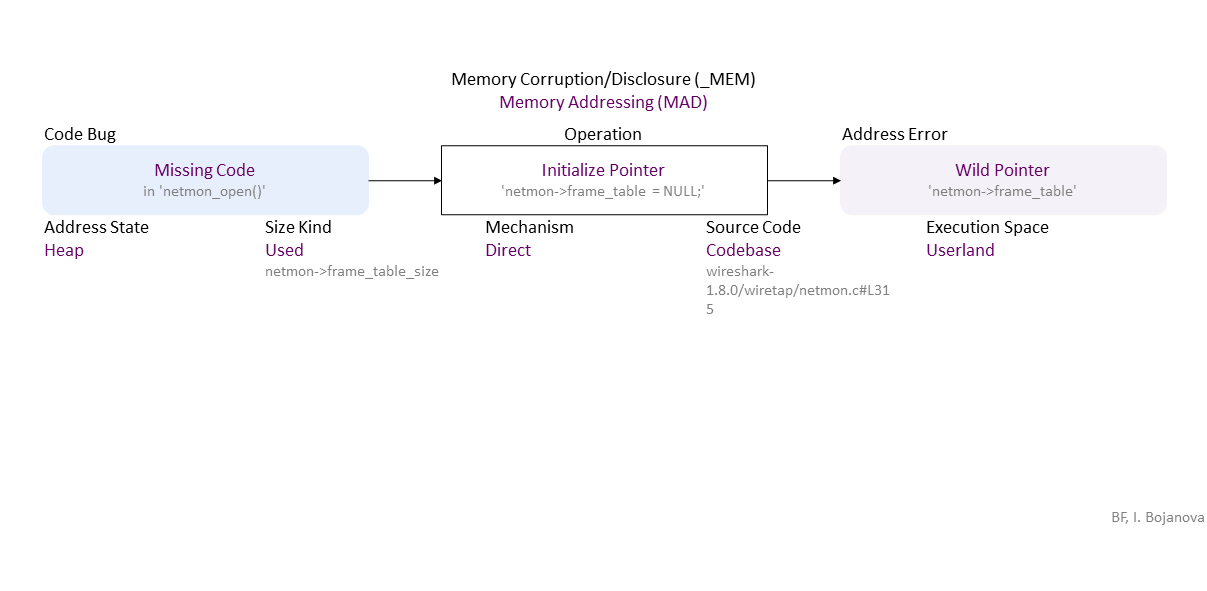 Memory Corruption/Disclosure (_MEM)
Memory Addressing (MAD)
Code Bug
Operation
Address Error
Missing Code
in 'netmon_open()'
Initialize Pointer
'netmon->frame_table = NULL;'
Wild Pointer
'netmon->frame_table'
Address State
Heap
Size Kind
Used
netmon->frame_table_size
Mechanism
Direct
Source Code
Codebase
wireshark-
1.8.0/wiretap/netmon.c#L31
5
Execution Space
Userland
BF, I. Bojanova